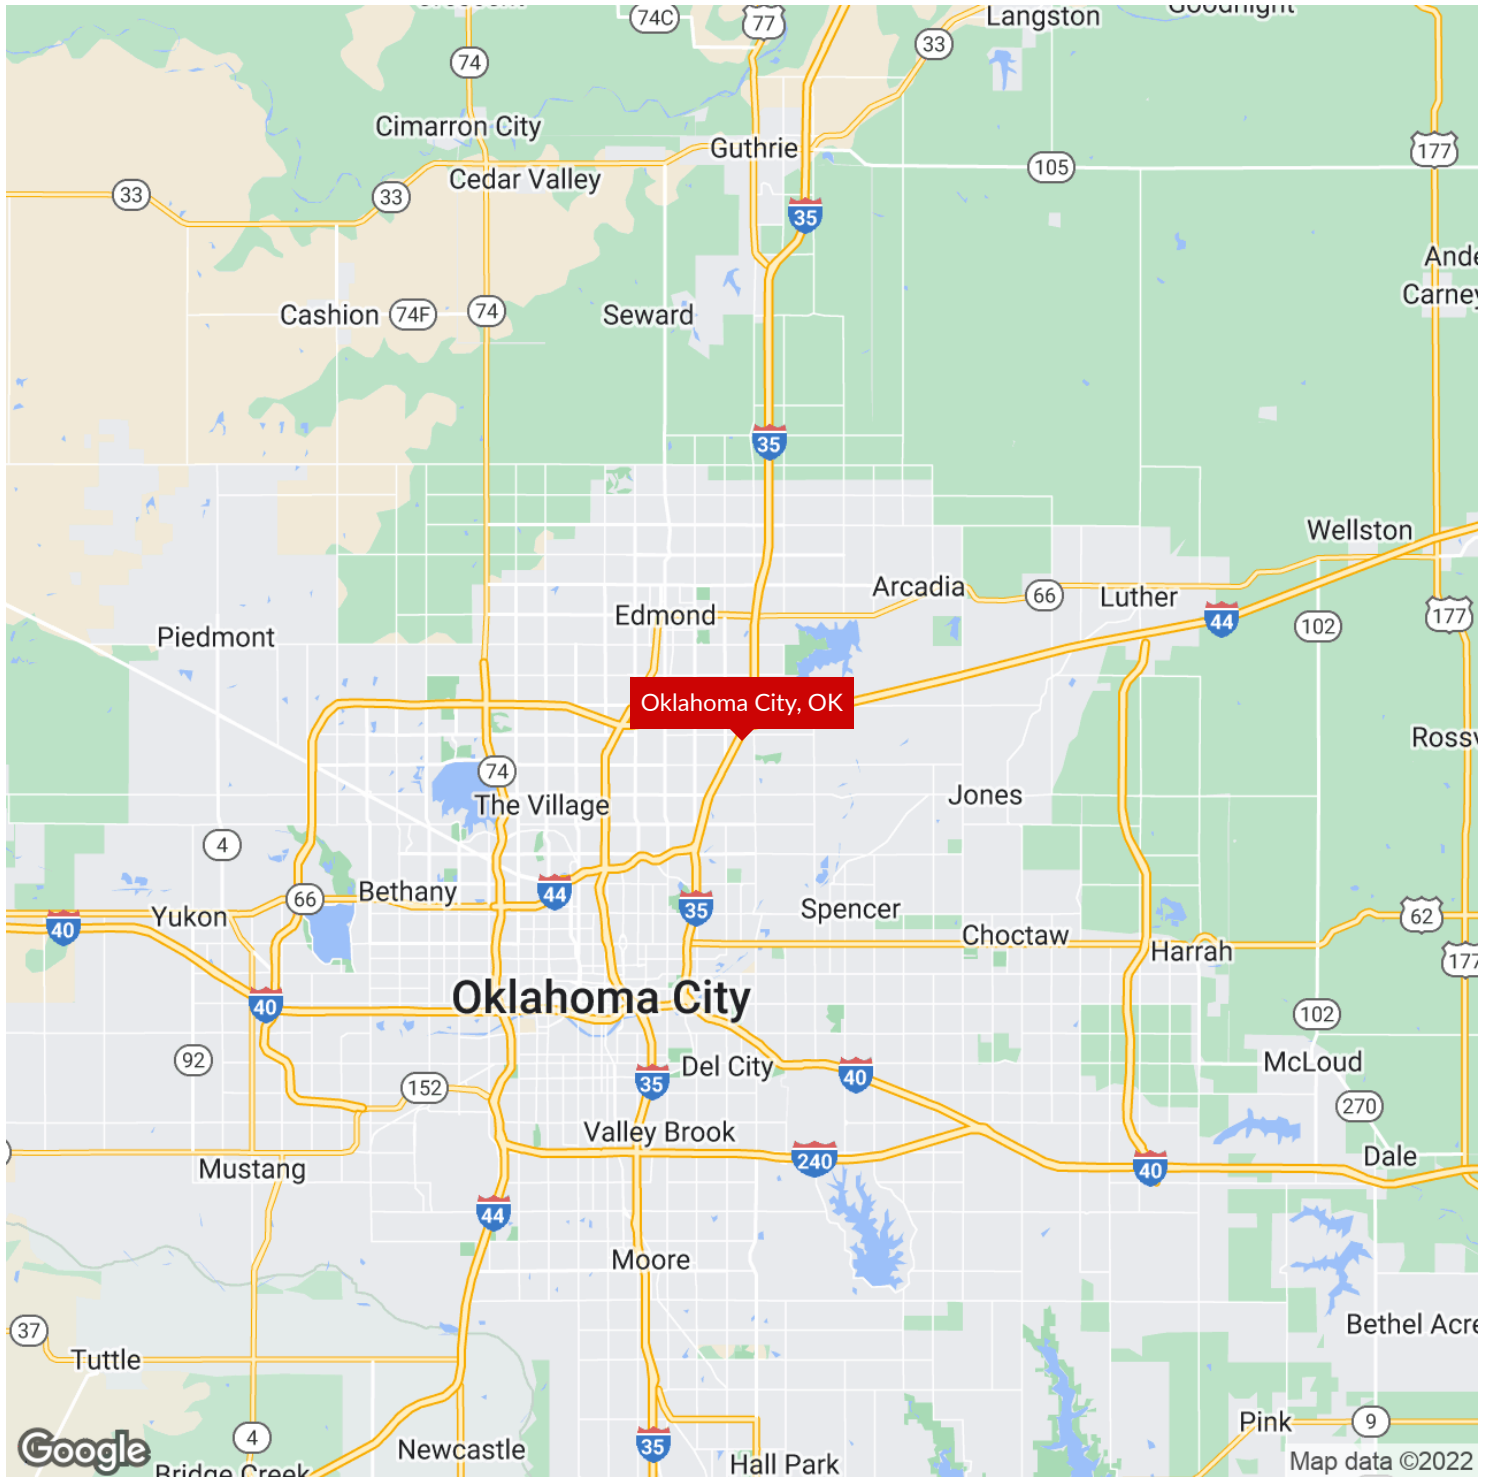 74C
77
Langston
33
74
Cimarron City
Guthrie
177
105
Cedar Valley
33
33
35
Cashion
74F
74
Seward
35
Wellston
Arcadia
66
Luther
Edmond
44
102
177
Piedmont
Oklahoma City, OK
74
The Village
Jones
4
Bethany
44
66
35
Spencer
62
Yukon
40
Choctaw
Harrah
177
Oklahoma City
40
102
92
Del City
40
McLoud
35
152
270
Valley Brook
240
Dale
Mustang
40
44
Moore
37
Bethel Acre
Tuttle
Pink
9
4
35
Newcastle
Google
Hall Park
Map data ©2022
Bridge Creek